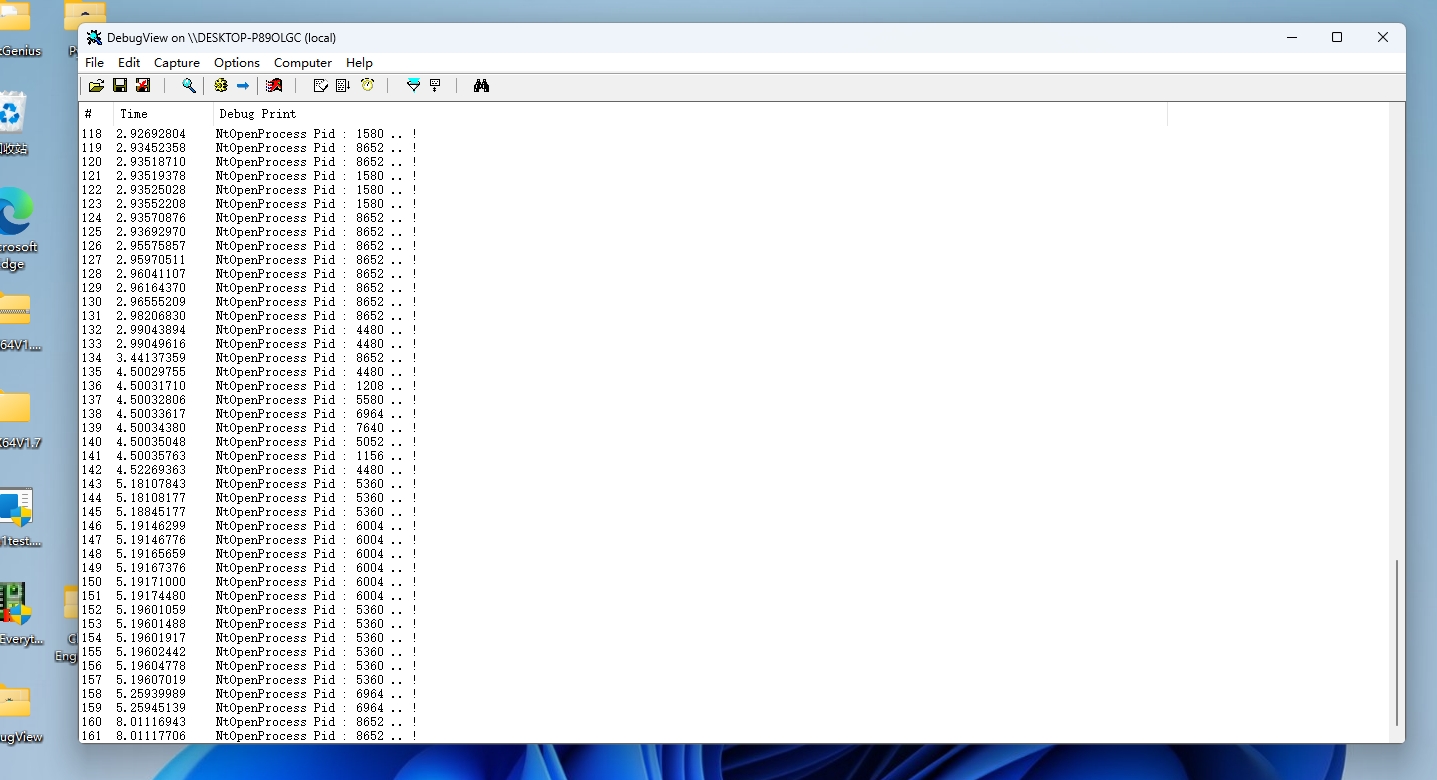 DebugView on \\DESKTOP-P89OLGC (local)
File Edit Capture Options Computer Help
# Time Debug Print
118 2.92692804 NtOpenProcess Pid : 1580 .. !
119 2.93452358 NtOpenProcess Pid : 8652 .. !
120 2.93518710 NtOpenProcess Pid : 8652 .. !
121 2.93519378 NtOpenProcess Pid : 1580 .. !
122 2.93525028 NtOpenProcess Pid : 1580 .. !
123 2.93552208 NtOpenProcess Pid : 1580 .. !
124 2.93570876 NtOpenProcess Pid : 8652 .. !
125 2.93692970 NtOpenProcess Pid : 8652 .. !
126 2.95575857 NtOpenProcess Pid : 8652 .. !
127 2.95970511 NtOpenProcess Pid : 8652 .. !
128 2.96041107 NtOpenProcess Pid : 8652 .. !
129 2.96164370 NtOpenProcess Pid : 8652 .. !
130 2.96555209 NtOpenProcess Pid : 8652 .. !
131 2.98206830 NtOpenProcess Pid : 8652 .. !
132 2.99043894 NtOpenProcess Pid : 4480 .. !
133 2.99049616 NtOpenProcess Pid : 4480 .. !
134 3.44137359 NtOpenProcess Pid : 8652 .. !
135 4.50029755 NtOpenProcess Pid : 4480 .. !
136 4.50031710 NtOpenProcess Pid : 1208 .. !
137 4.50032806 NtOpenProcess Pid : 5580 .. !
138 4.50033617 NtOpenProcess Pid : 6964 .. !
139 4.50034380 NtOpenProcess Pid : 7640 .. !
140 4.50035048 NtOpenProcess Pid : 5052 .. !
141 4.50035763 NtOpenProcess Pid : 1156 .. !
142 4.52269363 NtOpenProcess Pid : 4480 .. !
143 5.18107843 NtOpenProcess Pid : 5360 .. !
144 5.18108177 NtOpenProcess Pid : 5360 .. !
145 5.18845177 NtOpenProcess Pid : 5360 .. !
146 5.19146299 NtOpenProcess Pid : 6004 .. !
147 5.19146776 NtOpenProcess Pid : 6004 .. !
148 5.19165659 NtOpenProcess Pid : 6004 .. !
149 5.19167376 NtOpenProcess Pid : 6004 .. !
150 5.19171000 NtOpenProcess Pid : 6004 .. !
151 5.19174480 NtOpenProcess Pid : 6004 .. !
152 5.19601059 NtOpenProcess Pid : 5360 .. !
153 5.19601488 NtOpenProcess Pid : 5360 .. !
154 5.19601917 NtOpenProcess Pid : 5360 .. !
155 5.19602442 NtOpenProcess Pid : 5360 .. !
156 5.19604778 NtOpenProcess Pid : 5360 .. !
157 5.19607019 NtOpenProcess Pid : 5360 .. !
158 5.25939989 NtOpenProcess Pid : 6964 .. !
159 5.25945139 NtOpenProcess Pid : 6964 .. !
160 8.01116943 NtOpenProcess Pid : 8652 .. !
161 8.01117706 NtOpenProcess Pid : 8652 .. !
tGenius
收站
rosoft
dge
64V1....
X64V1.7
1test....
Everyt...
Eng
ugView